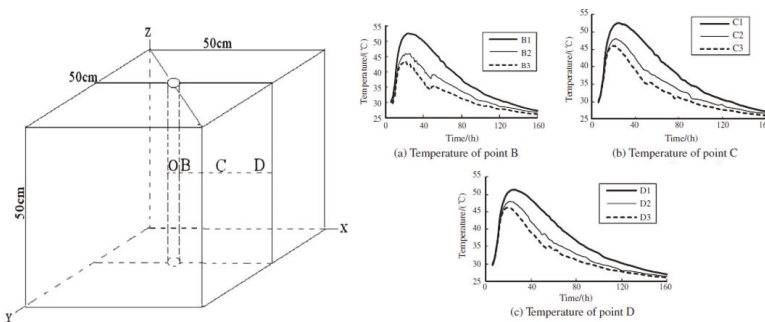 Z
50cm
50cm
50cm
O B C D
X
Y
Temperature/(℃)
55
50
45
40
35
30
25
0 40 80 120 160
Time/(h)
B1
B2
B3
(a) Temperature of point B
Temperature/(℃)
55
50
45
40
35
30
25
0 40 80 120 160
Time/(h)
C1
C2
C3
(b) Temperature of point C
Temperature/(℃)
55
50
45
40
35
30
25
0 40 80 120 160
Time/(h)
D1
D2
D3
(c) Temperature of point D